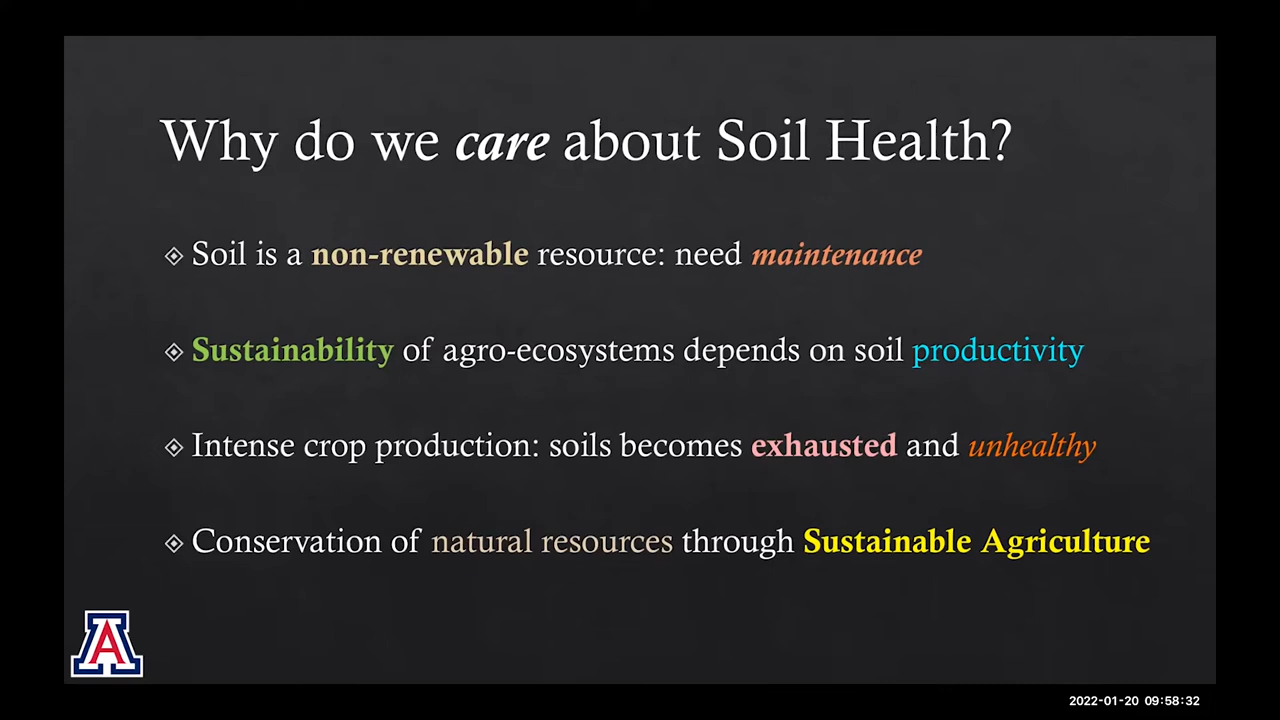 Why do we care about Soil Health?
Soil is a non-renewable resource: need maintenance
Sustainability of agro-ecosystems depends on soil productivity
Intense crop production: soils becomes exhausted and unhealthy
Conservation of natural resources through Sustainable Agriculture
A
2022-01-20 09:58:32